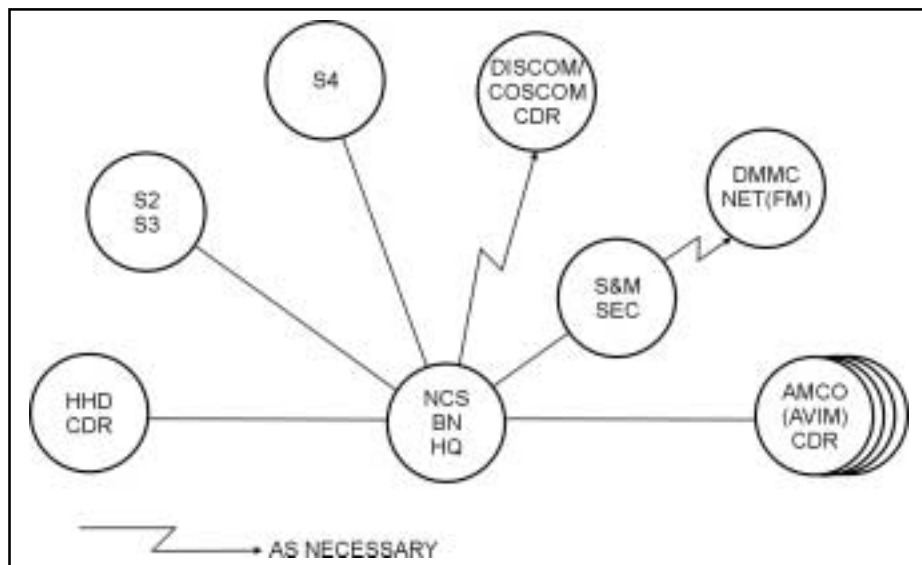 S4
DISCOM/
COSCOM
CDR
DMMC
NET(FM)
S2
S3
S&M
SEC
HHD
CDR
NCS
BN
HQ
AMCO
(AVIM)
CDR
AS NECESSARY